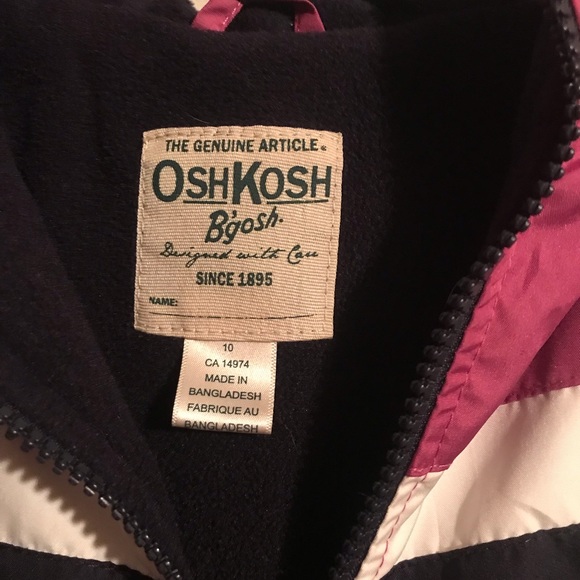 THE GENUINE ARTICLE®
OSHKOSH
B'gosh.
Designed with Care
SINCE 1895
NAME:
10
CA 14974
MADE IN
BANGLADESH
FABRIQUE AU
BANGLADESH